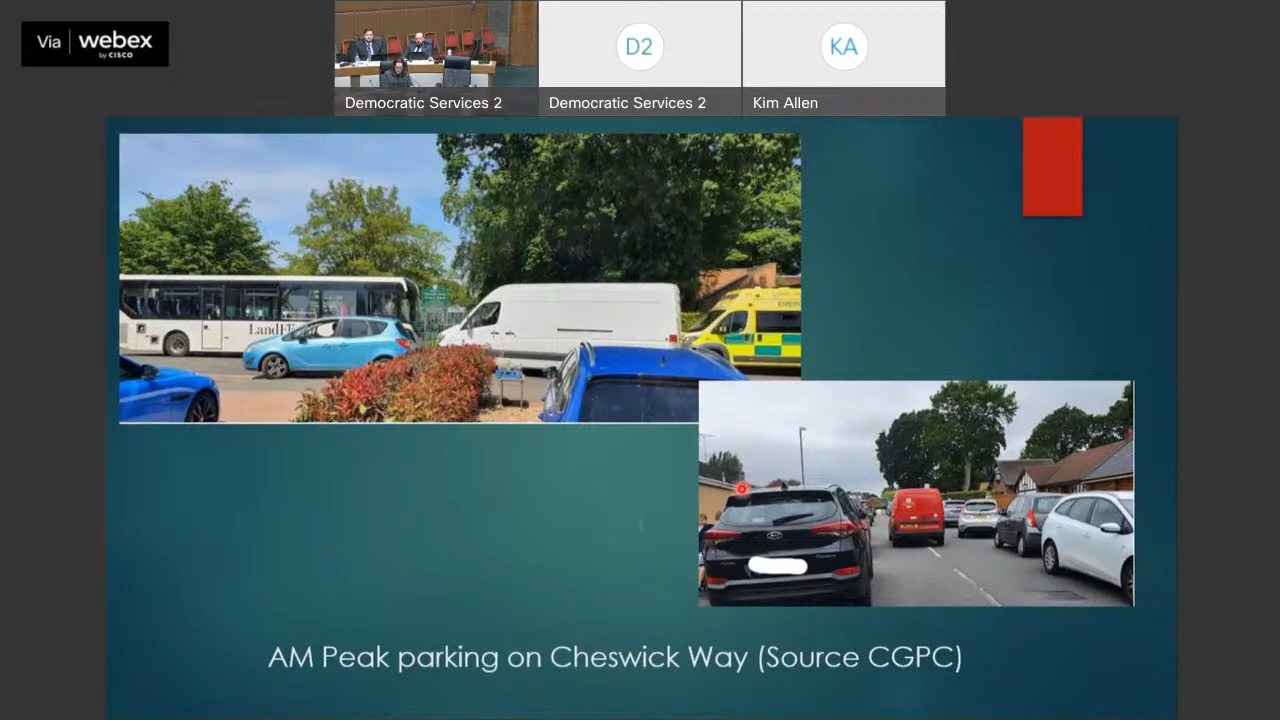 Via webex
by CISCO
Democratic Services 2
D2
Democratic Services 2
KA
Kim Allen
AM Peak parking on Cheswick Way (Source CGPC)